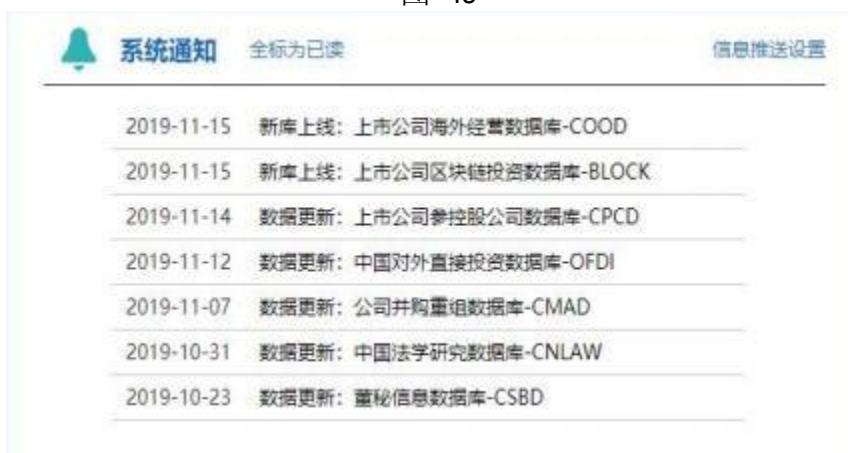 系统通知 全标为已读 信息推送设置
2019-11-15 新库上线：上市公司海外经营数据库-COOD
2019-11-15 新库上线：上市公司区块链投资数据库-BLOCK
2019-11-14 数据更新：上市公司参控股公司数据库-CPCD
2019-11-12 数据更新：中国对外直接投资数据库-OFDI
2019-11-07 数据更新：公司并购重组数据库-CMAD
2019-10-31 数据更新：中国法学研究数据库-CNLAW
2019-10-23 数据更新：董秘信息数据库-CSBD